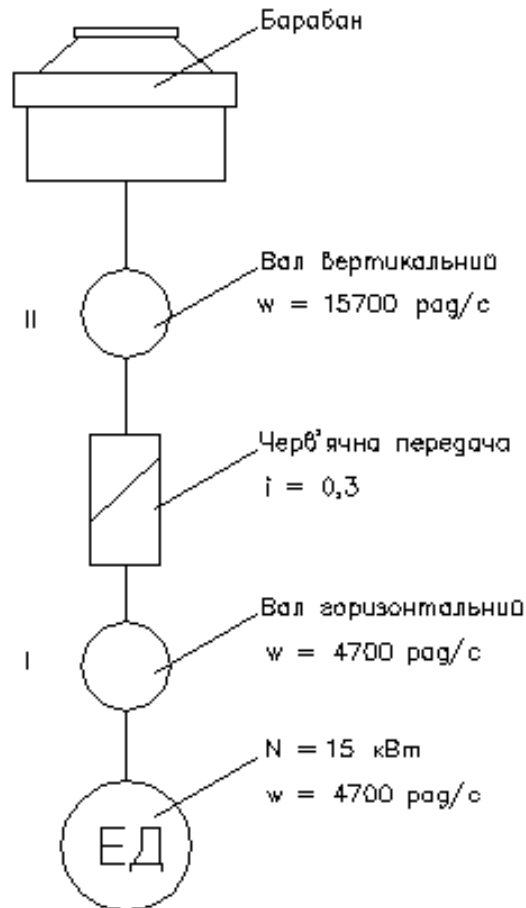 Барабан
Вал вертикальний
w = 15700 рад/с
II
Черв'ячна передача
i = 0,3
Вал горизонтальний
I
w = 4700 рад/с
N = 15 кВт
w = 4700 рад/с
ЕД